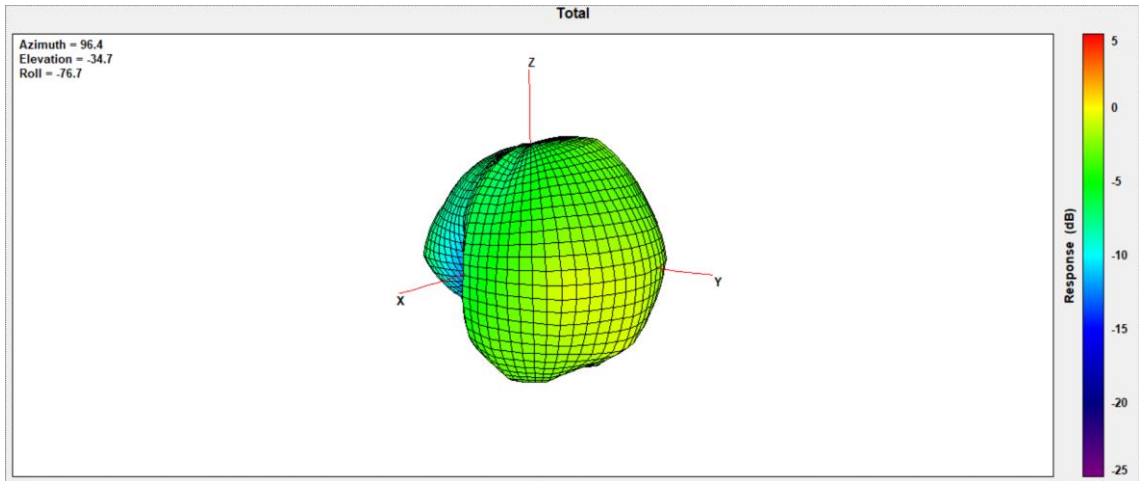 Total
Azimuth = 96.4
Elevation = -34.7
Roll = -76.7
Z
Y
X
5
0
-5
-10
-15
-20
-25
Response (dB)